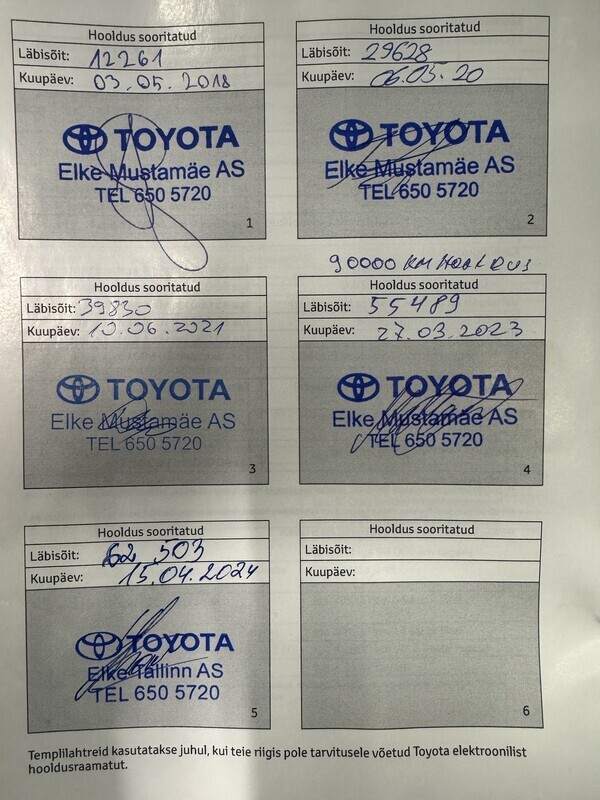 Hooldus sooritatud
Läbisõit: 12261
Kuupäev: 03.05.2018
TOYOTA
Elke Mustamäe AS
TEL 650 5720
1
Hooldus sooritatud
Läbisõit: 29628
Kuupäev: 06.05.20
TOYOTA
Elke Mustamäe AS
TEL 650 5720
2
Hooldus sooritatud
Läbisõit: 39830
Kuupäev: 10.06.2021
TOYOTA
Elke Mustamäe AS
TEL 650 5720
3
90000 KM HOOLDUS
Hooldus sooritatud
Läbisõit: 55489
Kuupäev: 27.03.2023
TOYOTA
Elke Mustamäe AS
TEL 650 5720
4
Hooldus sooritatud
Läbisõit: 62 503
Kuupäev: 15.04.2024
TOYOTA
Elke Tallinn AS
TEL 650 5720
5
Hooldus sooritatud
Läbisõit:
Kuupäev:
6
Templilahtreid kasutatakse juhul, kui teie riigis pole tarvitusele võetud Toyota elektroonilist
hooldusraamatut.